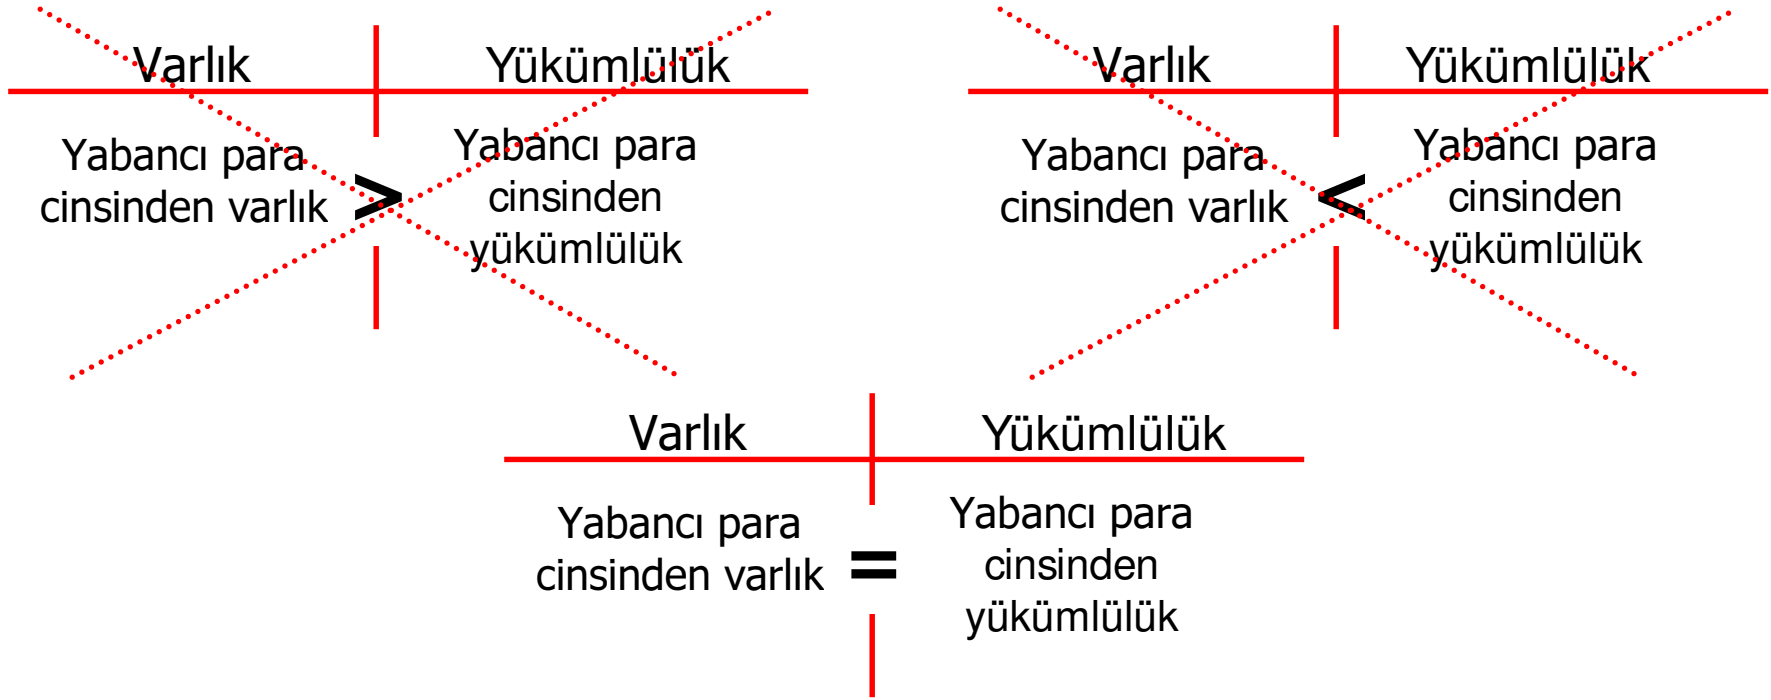 Varlık
Yükümlülük
Yabancı para
cinsinden varlık
>
Yabancı para
cinsinden
yükümlülük
Varlık
Yükümlülük
Yabancı para
cinsinden varlık
<
Yabancı para
cinsinden
yükümlülük
Varlık
Yükümlülük
Yabancı para
cinsinden varlık
=
Yabancı para
cinsinden
yükümlülük